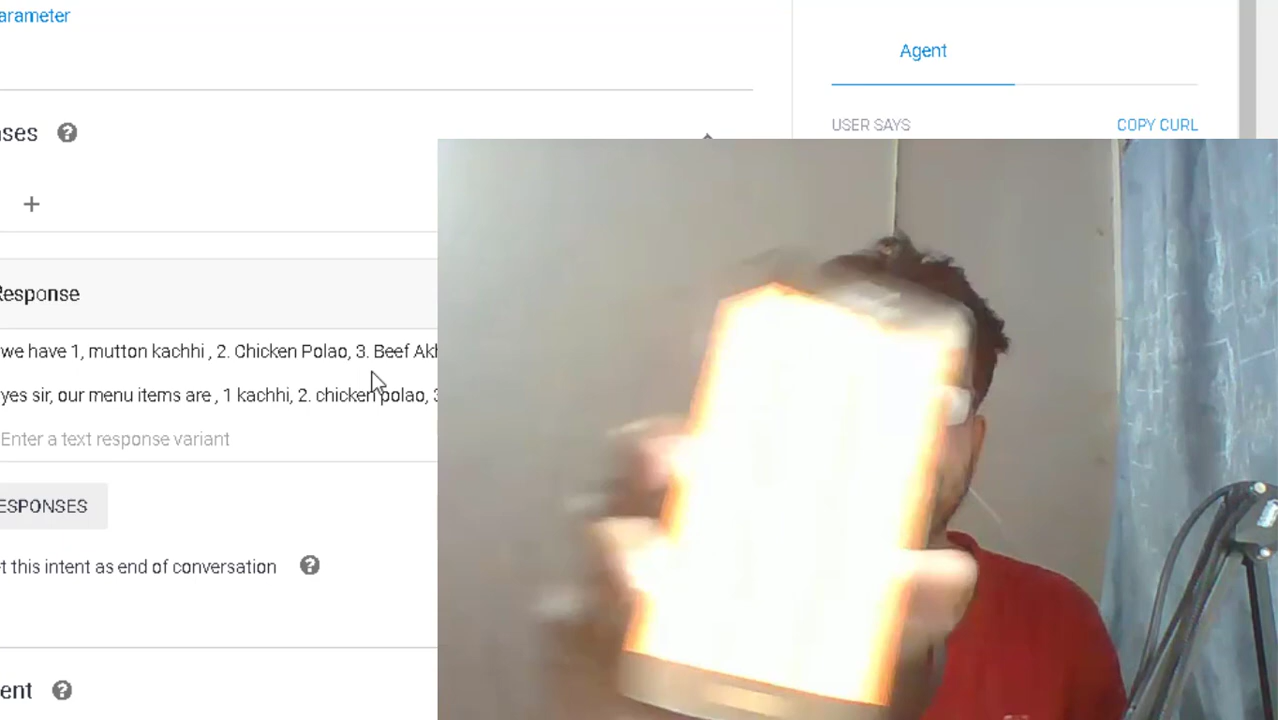 arameter
Agent
USER SAYS
COPY CURL
ses
Response
we have 1, mutton kachhi , 2. Chicken Polao, 3. Beef
yes sir, our menu items are , 1 kachhi, 2. chicken polao,
Enter a text response variant
ESPONSES
t this intent as end of conversation
ent